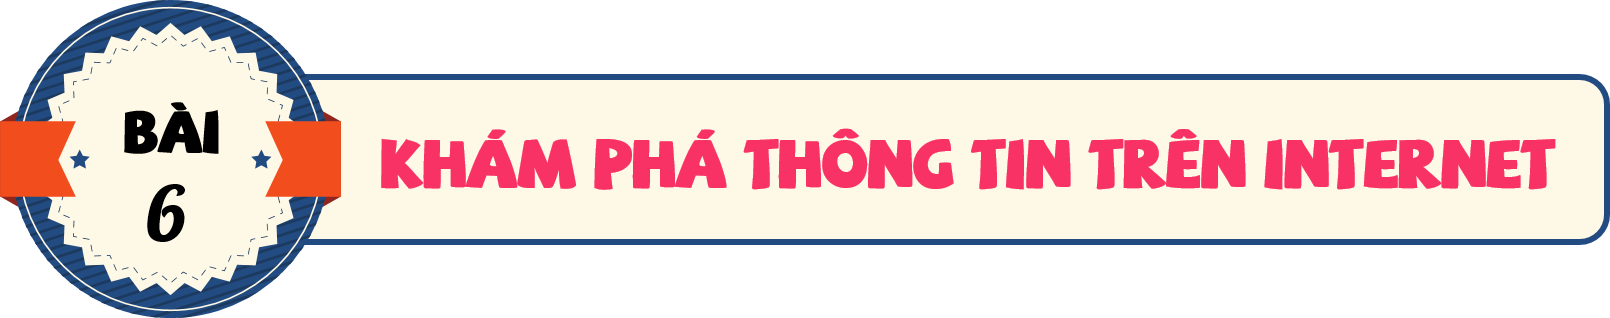 BÀI
6
KHÁM PHÁ THÔNG TIN TRÊN INTERNET